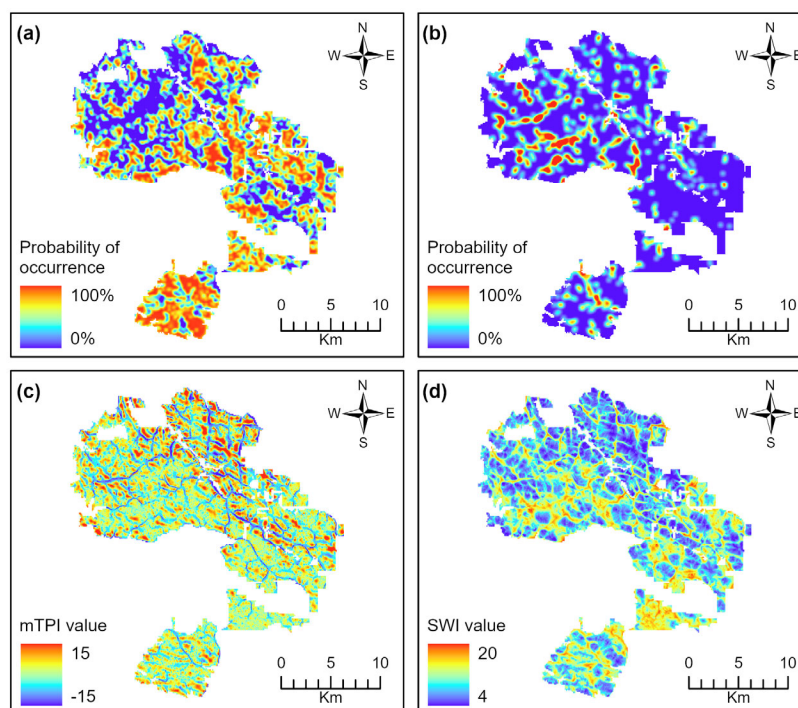 (a)
N
W E
S
Probability of
occurrence
100%
0%
0 5 10
Km
(b)
N
W E
S
Probability of
occurrence
100%
0%
0 5 10
Km
(c)
N
W E
S
mTPI value
15
-15
0 5 10
Km
(d)
N
W E
S
SWI value
20
4
0 5 10
Km